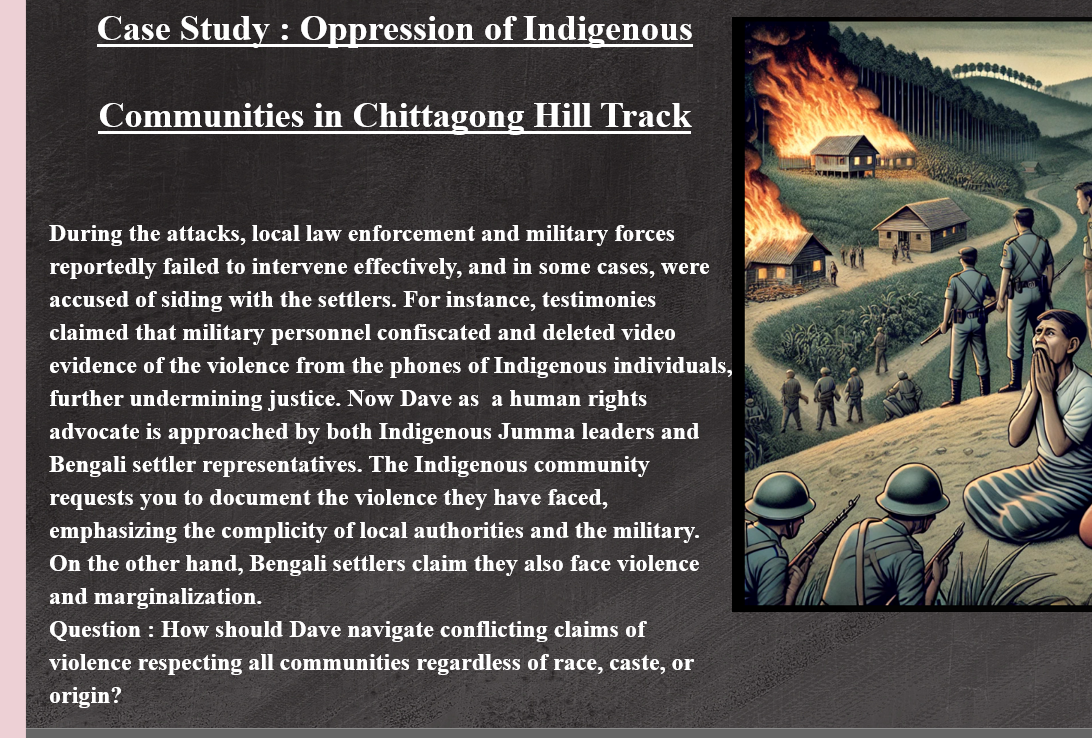 Case Study : Oppression of Indigenous
Communities in Chittagong Hill Track
During the attacks, local law enforcement and military forces
reportedly failed to intervene effectively, and in some cases, were
accused of siding with the settlers. For instance, testimonies
claimed that military personnel confiscated and deleted video
evidence of the violence from the phones of Indigenous individuals,
further undermining justice. Now Dave as  a human rights
advocate is approached by both Indigenous Jumma leaders and
Bengali settler representatives. The Indigenous community
requests you to document the violence they have faced,
emphasizing the complicity of local authorities and the military.
On the other hand, Bengali settlers claim they also face violence
and marginalization.
Question : How should Dave navigate conflicting claims of
violence respecting all communities regardless of race, caste, or
origin?